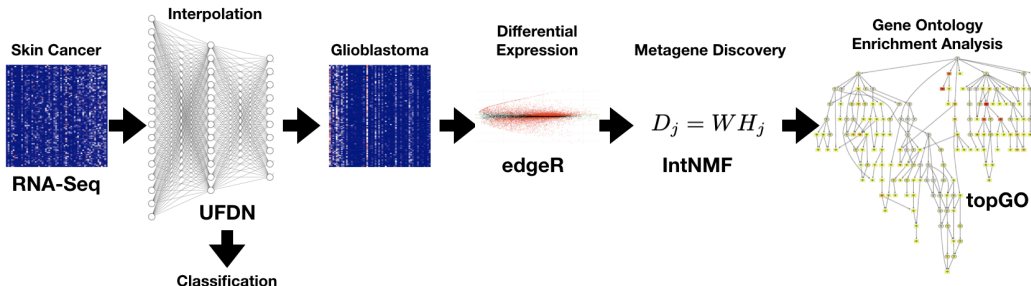 Skin Cancer
RNA-Seq
Interpolation
UFDN
Classification
Glioblastoma
Differential
Expression
edgeR
Metagene Discovery
D_j = WH_j
IntNMF
Gene Ontology
Enrichment Analysis
topGO